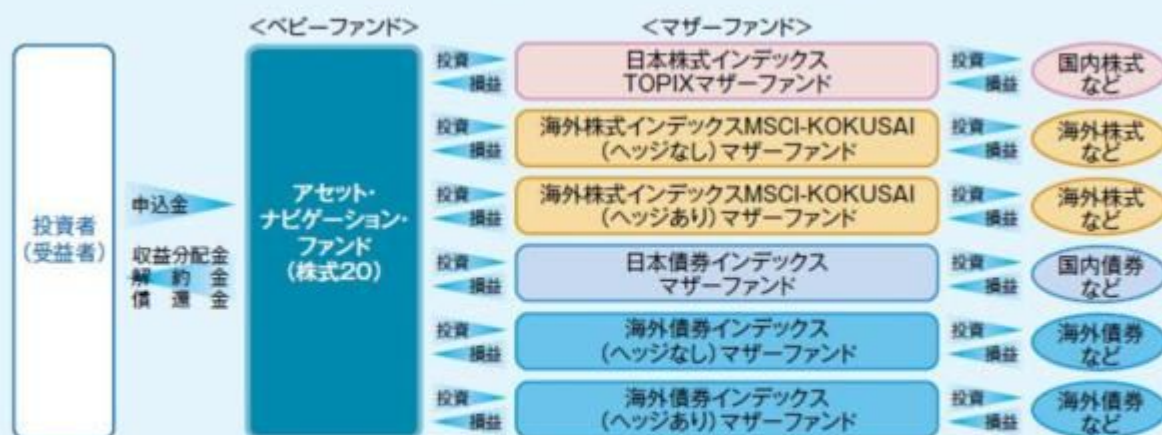 <ベビーファンド>
<マザーファンド>
投資者
(受益者)
申込金
収益分配金
解約金
償還金
アセット・
ナビゲーション・
ファンド
(株式20)
投資
損益
日本株式インデックス
TOPIXマザーファンド
投資
損益
国内株式
など
投資
損益
海外株式インデックスMSCI-KOKUSAI
(ヘッジなし)マザーファンド
投資
損益
海外株式
など
投資
損益
海外株式インデックスMSCI-KOKUSAI
(ヘッジあり)マザーファンド
投資
損益
海外株式
など
投資
損益
日本債券インデックス
マザーファンド
投資
損益
国内債券
など
投資
損益
海外債券インデックス
(ヘッジなし)マザーファンド
投資
損益
海外債券
など
投資
損益
海外債券インデックス
(ヘッジあり)マザーファンド
投資
損益
海外債券
など